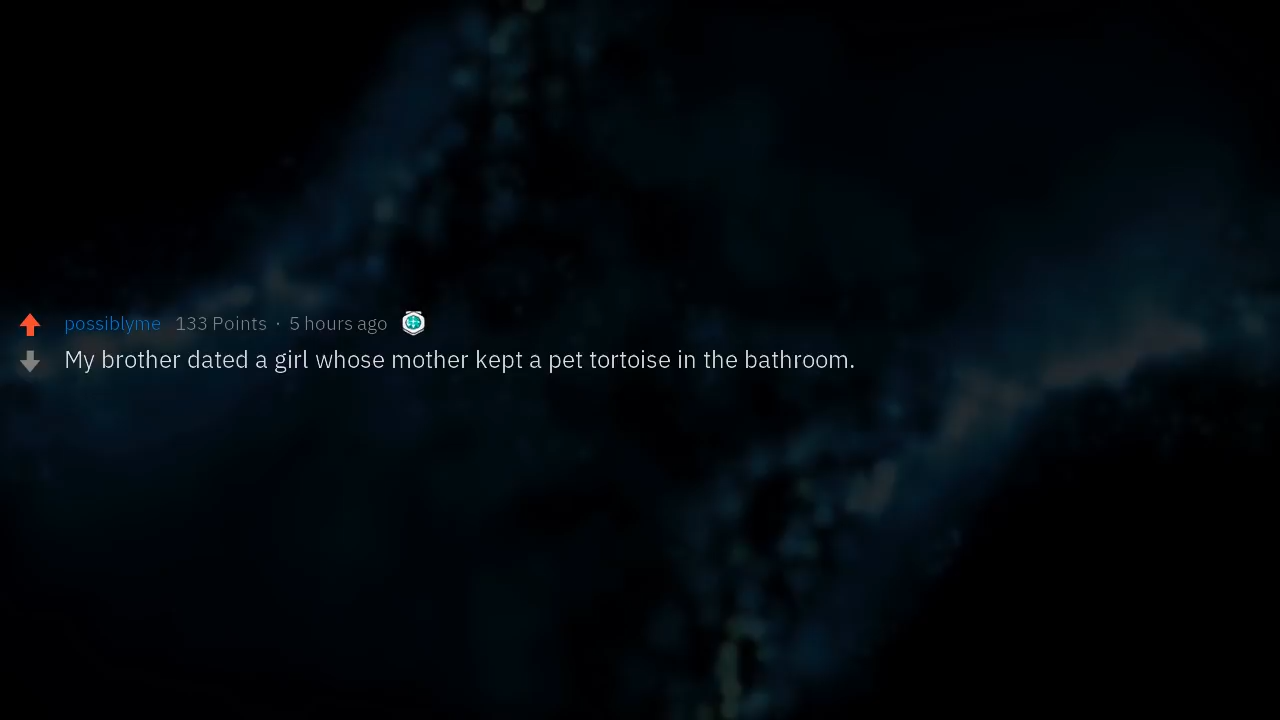 possiblyme 133 Points · 5 hours ago
My brother dated a girl whose mother kept a pet tortoise in the bathroom.